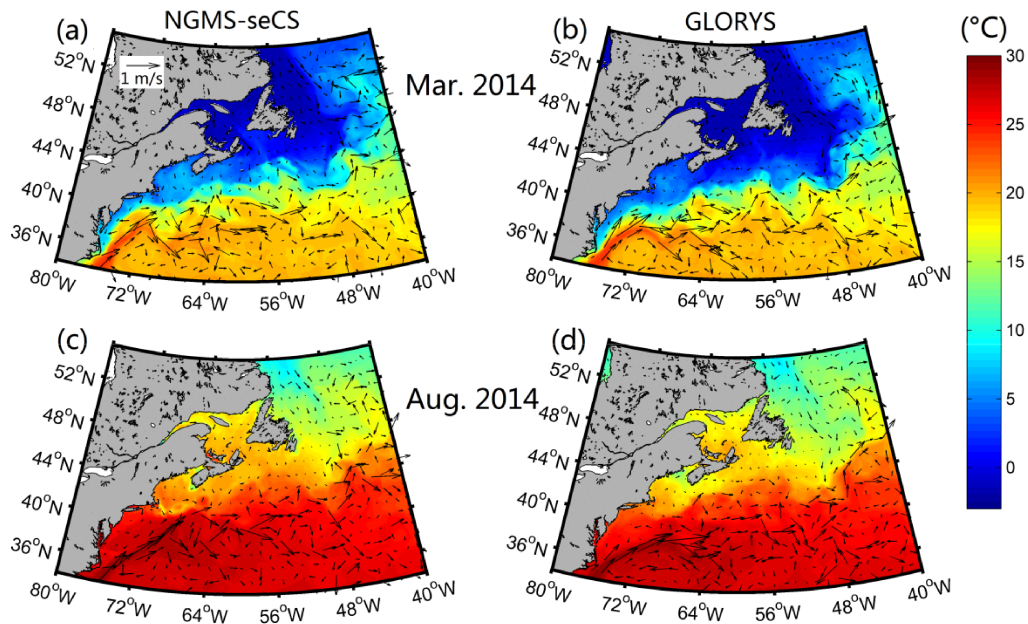 NGMS-seCS
GLORYS
(°C)
(a)
(b)
1 m/s
Mar. 2014
52°N
48°N
44°N
40°N
36°N
80°W
72°W
64°W
56°W
48°W
40°W
52°N
48°N
44°N
40°N
36°N
80°W
72°W
64°W
56°W
48°W
40°W
30
25
20
15
10
5
0
(c)
(d)
Aug. 2014
52°N
48°N
44°N
40°N
36°N
80°W
72°W
64°W
56°W
48°W
40°W
52°N
48°N
44°N
40°N
36°N
80°W
72°W
64°W
56°W
48°W
40°W